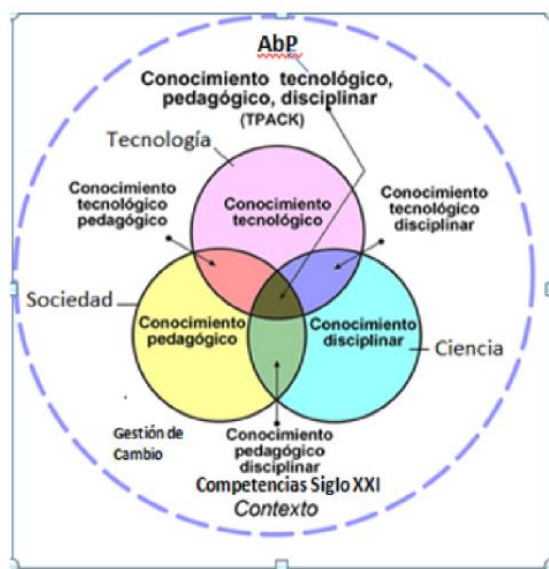 AbP
Conocimiento tecnológico,
pedagógico, disciplinar
(TPACK)
Tecnología
Conocimiento
tecnológico
pedagógico
Conocimiento
tecnológico
Conocimiento
tecnológico
disciplinar
Sociedad
Conocimiento
pedagógico
Conocimiento
disciplinar
Ciencia
Gestión de
Cambio
Conocimiento
pedagógico
disciplinar
Competencias Siglo XXI
Contexto